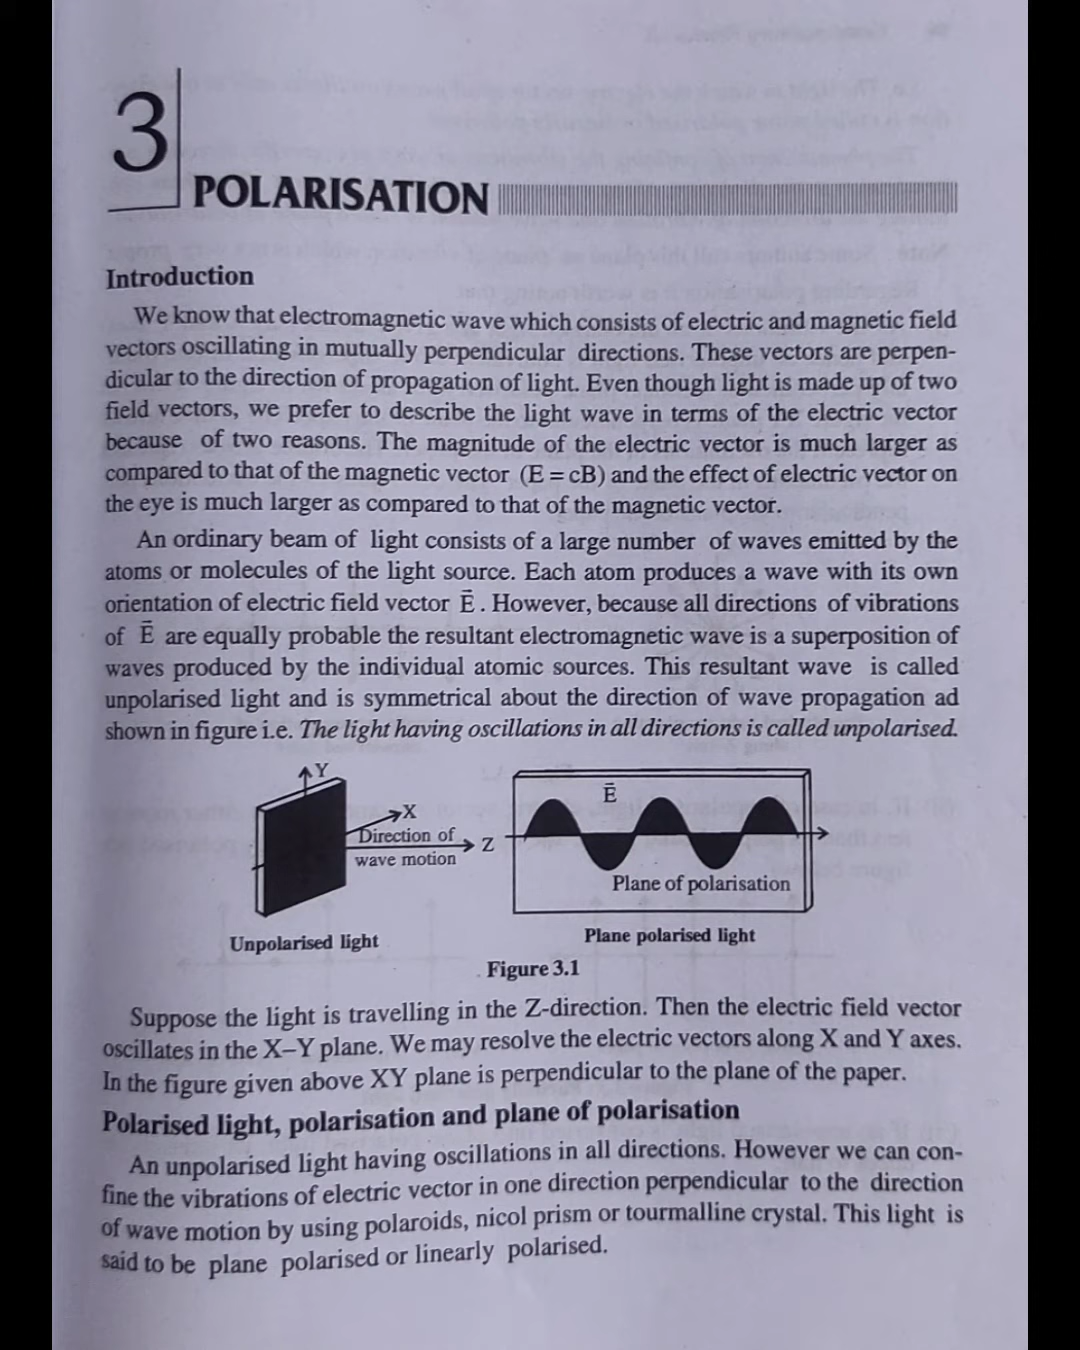 3
POLARISATION
Introduction
We know that electromagnetic wave which consists of electric and magnetic field
vectors oscillating in mutually perpendicular directions. These vectors are perpen-
dicular to the direction of propagation of light. Even though light is made up of two
field vectors, we prefer to describe the light wave in terms of the electric vector
because of two reasons. The magnitude of the electric vector is much larger as
compared to that of the magnetic vector (E = cB) and the effect of electric vector on
the eye is much larger as compared to that of the magnetic vector.
An ordinary beam of light consists of a large number of waves emitted by the
atoms or molecules of the light source. Each atom produces a wave with its own
orientation of electric field vector E̅. However, because all directions of vibrations
of E̅ are equally probable the resultant electromagnetic wave is a superposition of
waves produced by the individual atomic sources. This resultant wave is called
unpolarised light and is symmetrical about the direction of wave propagation ad
shown in figure i.e. The light having oscillations in all directions is called unpolarised.
Y
X
Direction of
wave motion
Z
Unpolarised light
E̅
Plane of polarisation
Plane polarised light
Figure 3.1
Suppose the light is travelling in the Z-direction. Then the electric field vector
oscillates in the X–Y plane. We may resolve the electric vectors along X and Y axes.
In the figure given above XY plane is perpendicular to the plane of the paper.
Polarised light, polarisation and plane of polarisation
An unpolarised light having oscillations in all directions. However we can con-
fine the vibrations of electric vector in one direction perpendicular to the direction
of wave motion by using polaroids, nicol prism or tourmalline crystal. This light is
said to be plane polarised or linearly polarised.